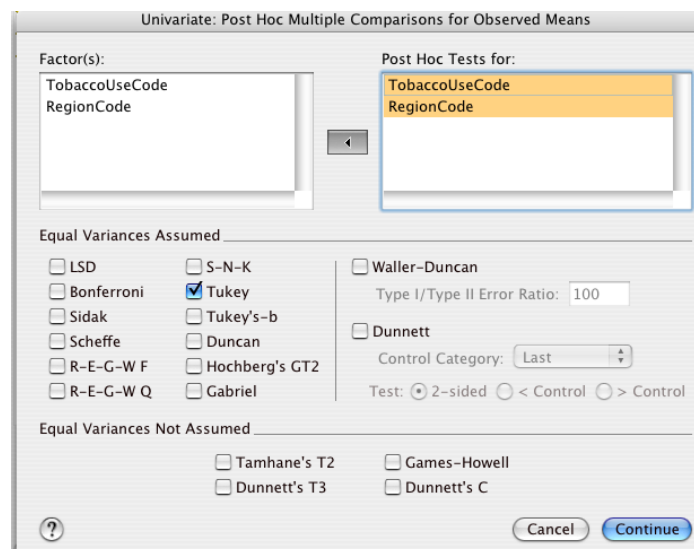 Univariate: Post Hoc Multiple Comparisons for Observed Means
Factor(s):
TobaccoUseCode
RegionCode
Post Hoc Tests for:
TobaccoUseCode
RegionCode
Equal Variances Assumed
LSD
Bonferroni
Sidak
Scheffe
R-E-G-W F
R-E-G-W Q
S-N-K
Tukey
Tukey's-b
Duncan
Hochberg's GT2
Gabriel
Waller-Duncan
Type I/Type II Error Ratio: 100
Dunnett
Control Category: Last
Test: 2-sided < Control > Control
Equal Variances Not Assumed
Tamhane's T2
Dunnett's T3
Games-Howell
Dunnett's C
?
Cancel
Continue